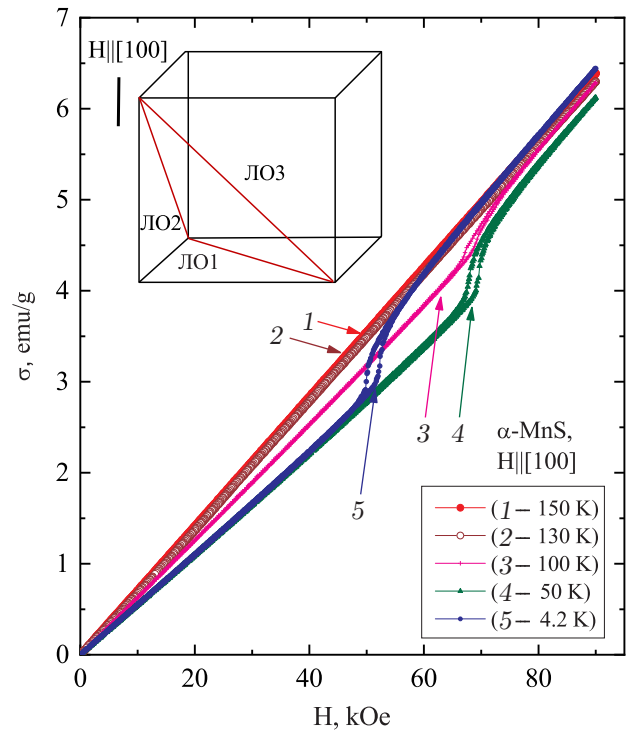 7
6
5
4
3
2
1
0
σ, emu/g
H||[100]
ЛО3
ЛО2
ЛО1
1
2
3
4
5
α-MnS,
H||[100]
(1– 150 K)
(2– 130 K)
(3– 100 K)
(4– 50 K)
(5– 4.2 K)
0 20 40 60 80
H, kOe